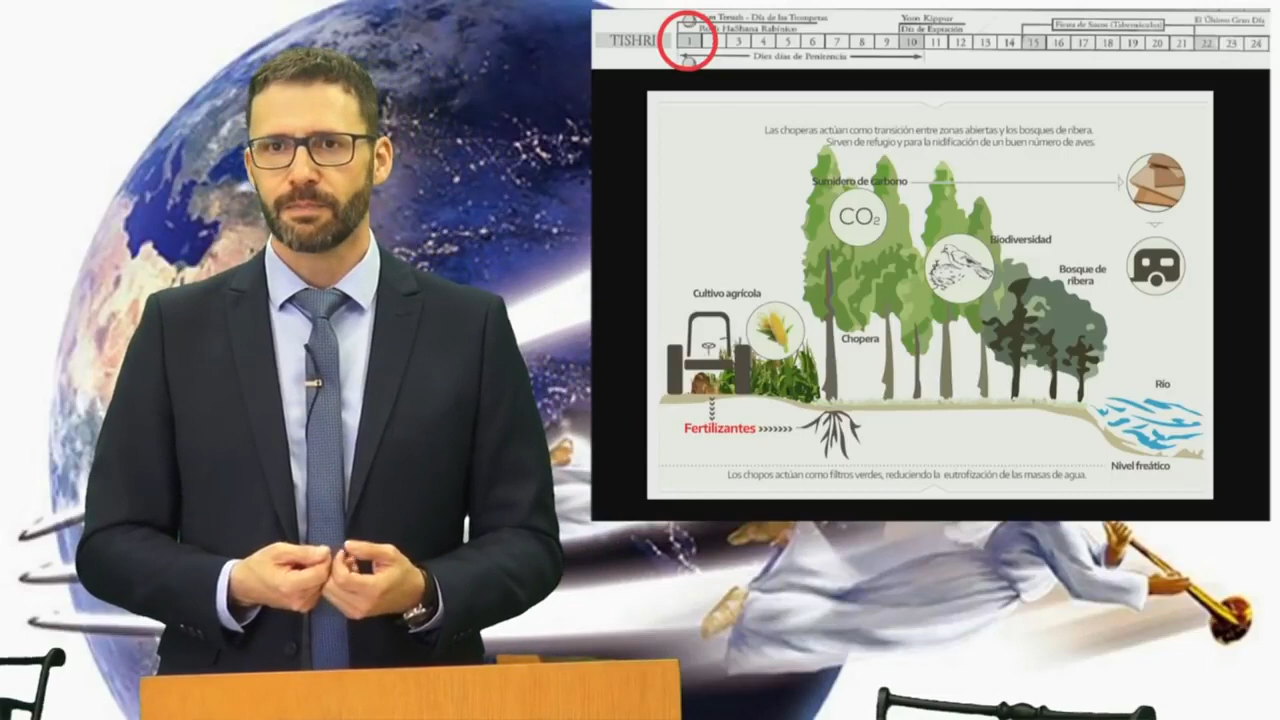 Yom Teruah - Día de las Trompetas
Rosh HaShana Rabínico
Yom Kippur
Día de Expiación
Fiesta de Sucot (Tabernáculos)
El Último Gran Día
TISHRI
1 3 4 5 6 7 8 9 10 11 12 13 14 15 16 17 18 19 20 21 22 23 24
Diez días de Penitencia
Las choperas actúan como transición entre zonas abiertas y los bosques de ribera.
Sirven de refugio y para la nidificación de un buen número de aves.
Sumidero de carbono
CO₂
Biodiversidad
Bosque de
ribera
Cultivo agrícola
Chopera
Río
Fertilizantes
Nivel freático
Los chopos actúan como filtros verdes, reduciendo la eutrofización de las masas de agua.